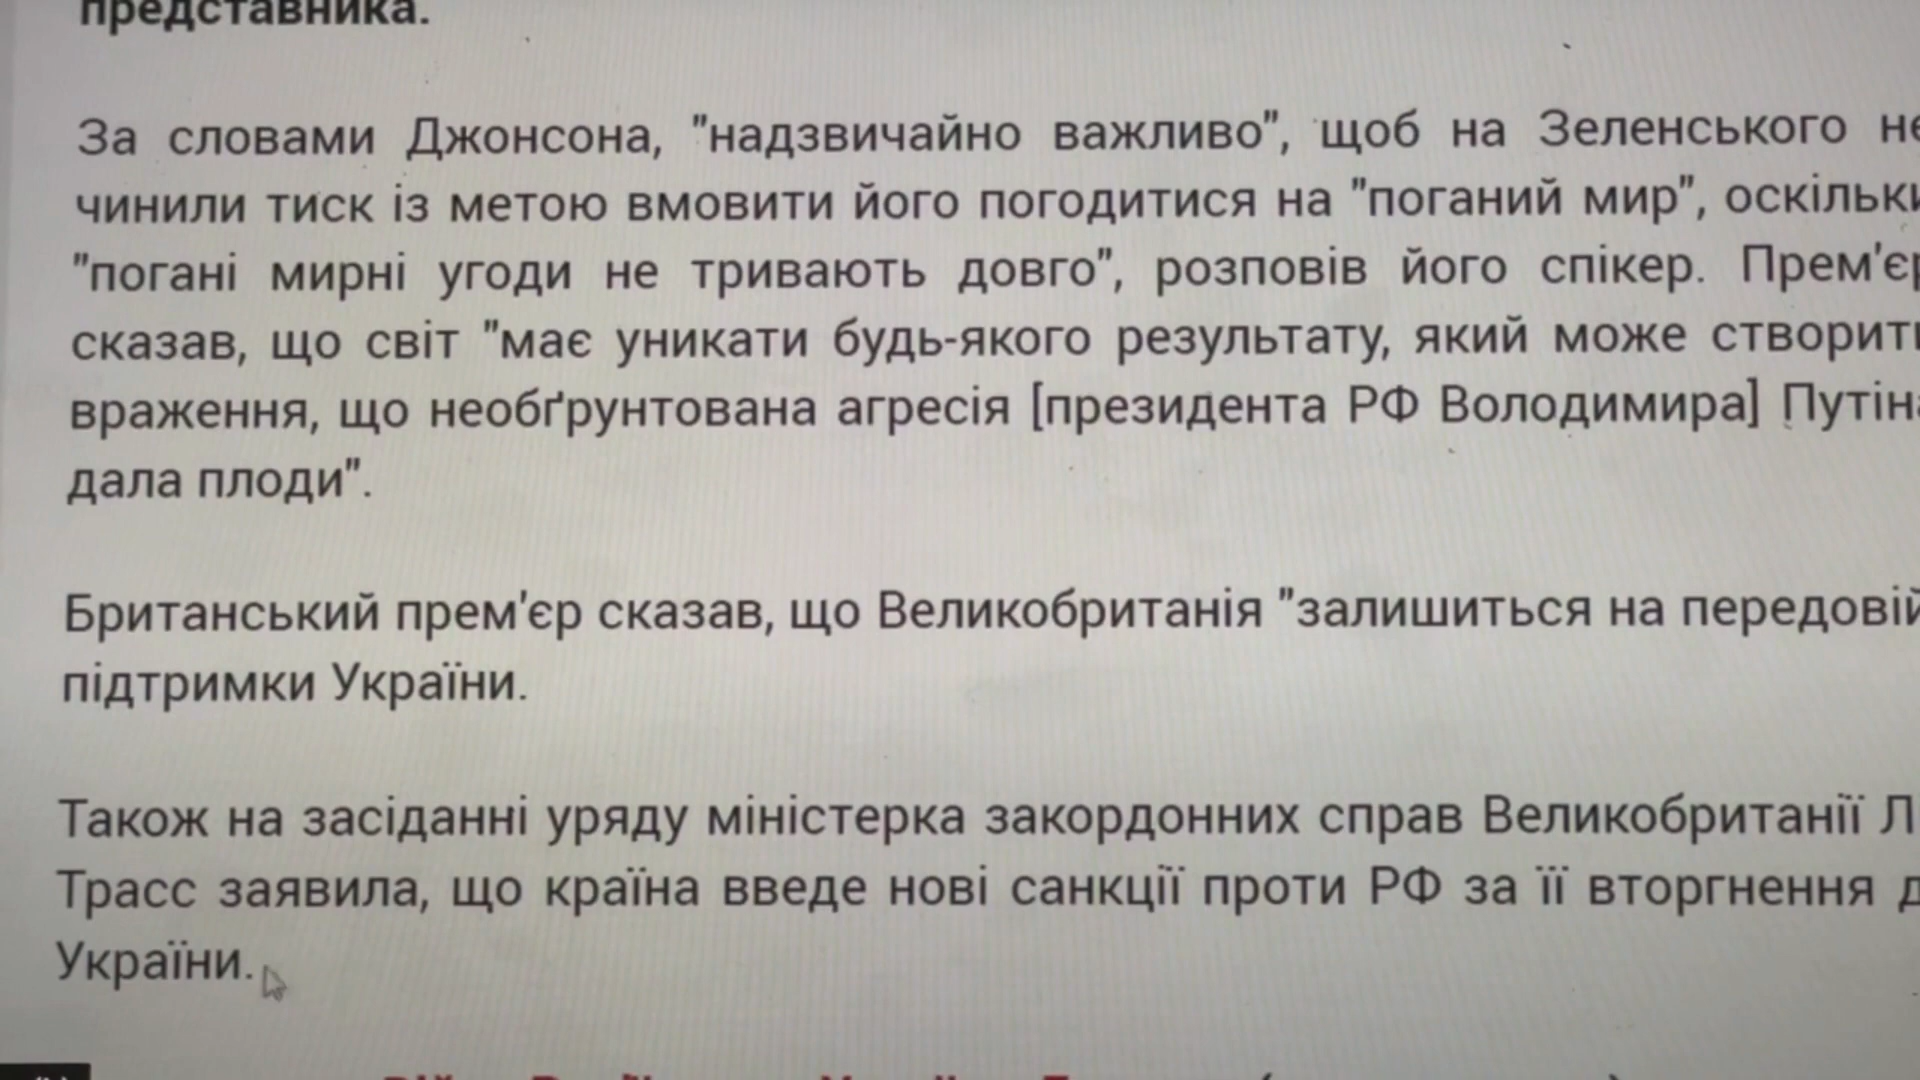 представника.
За словами Джонсона, "надзвичайно важливо", щоб на Зеленського не
чинили тиск із метою вмовити його погодитися на "поганий мир", оскільки
"погані мирні угоди не тривають довго", розповів його спікер. Прем'єр
сказав, що світ "має уникати будь-якого результату, який може створити
враження, що необґрунтована агресія [президента РФ Володимира] Путіна
дала плоди".
Британський прем'єр сказав, що Великобританія "залишиться на передовій
підтримки України.
Також на засіданні уряду міністерка закордонних справ Великобританії
Трасс заявила, що країна введе нові санкції проти РФ за її вторгнення
України.